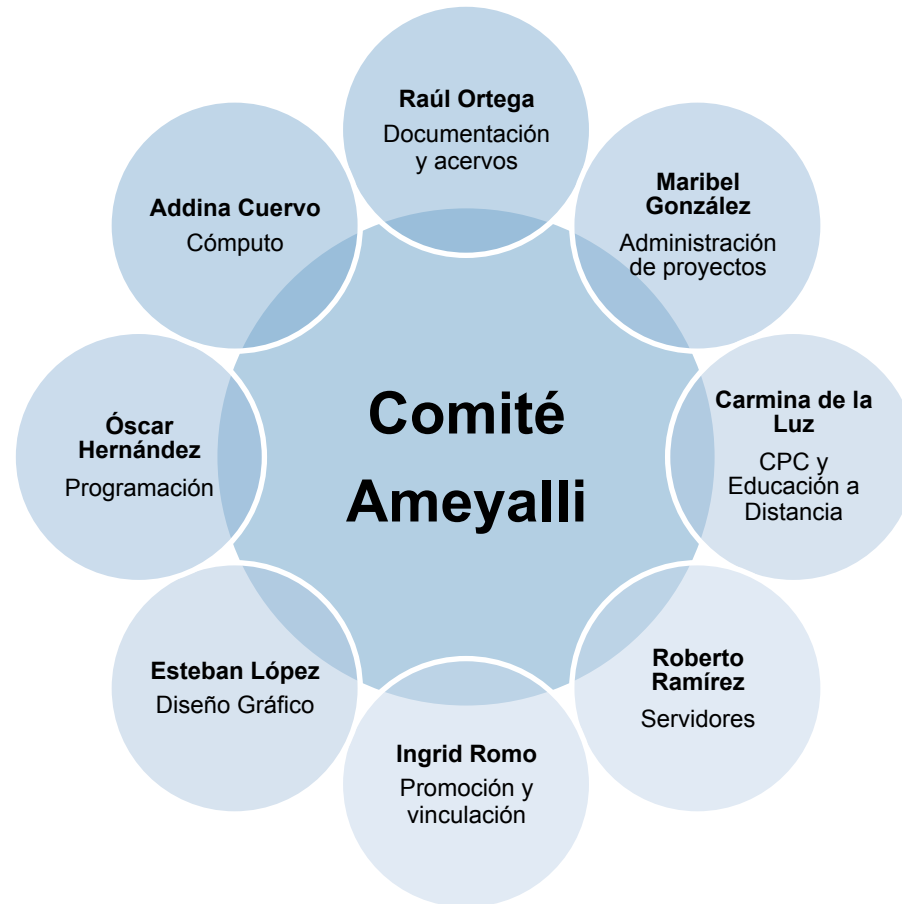 Raúl Ortega
Documentación
y acervos
Maribel
González
Administración
de proyectos
Carmina de la
Luz
CPC y
Educación a
Distancia
Roberto
Ramírez
Servidores
Ingrid Romo
Promoción y
vinculación
Esteban López
Diseño Gráfico
Óscar
Hernández
Programación
Addina Cuervo
Cómputo
Comité
Ameyalli